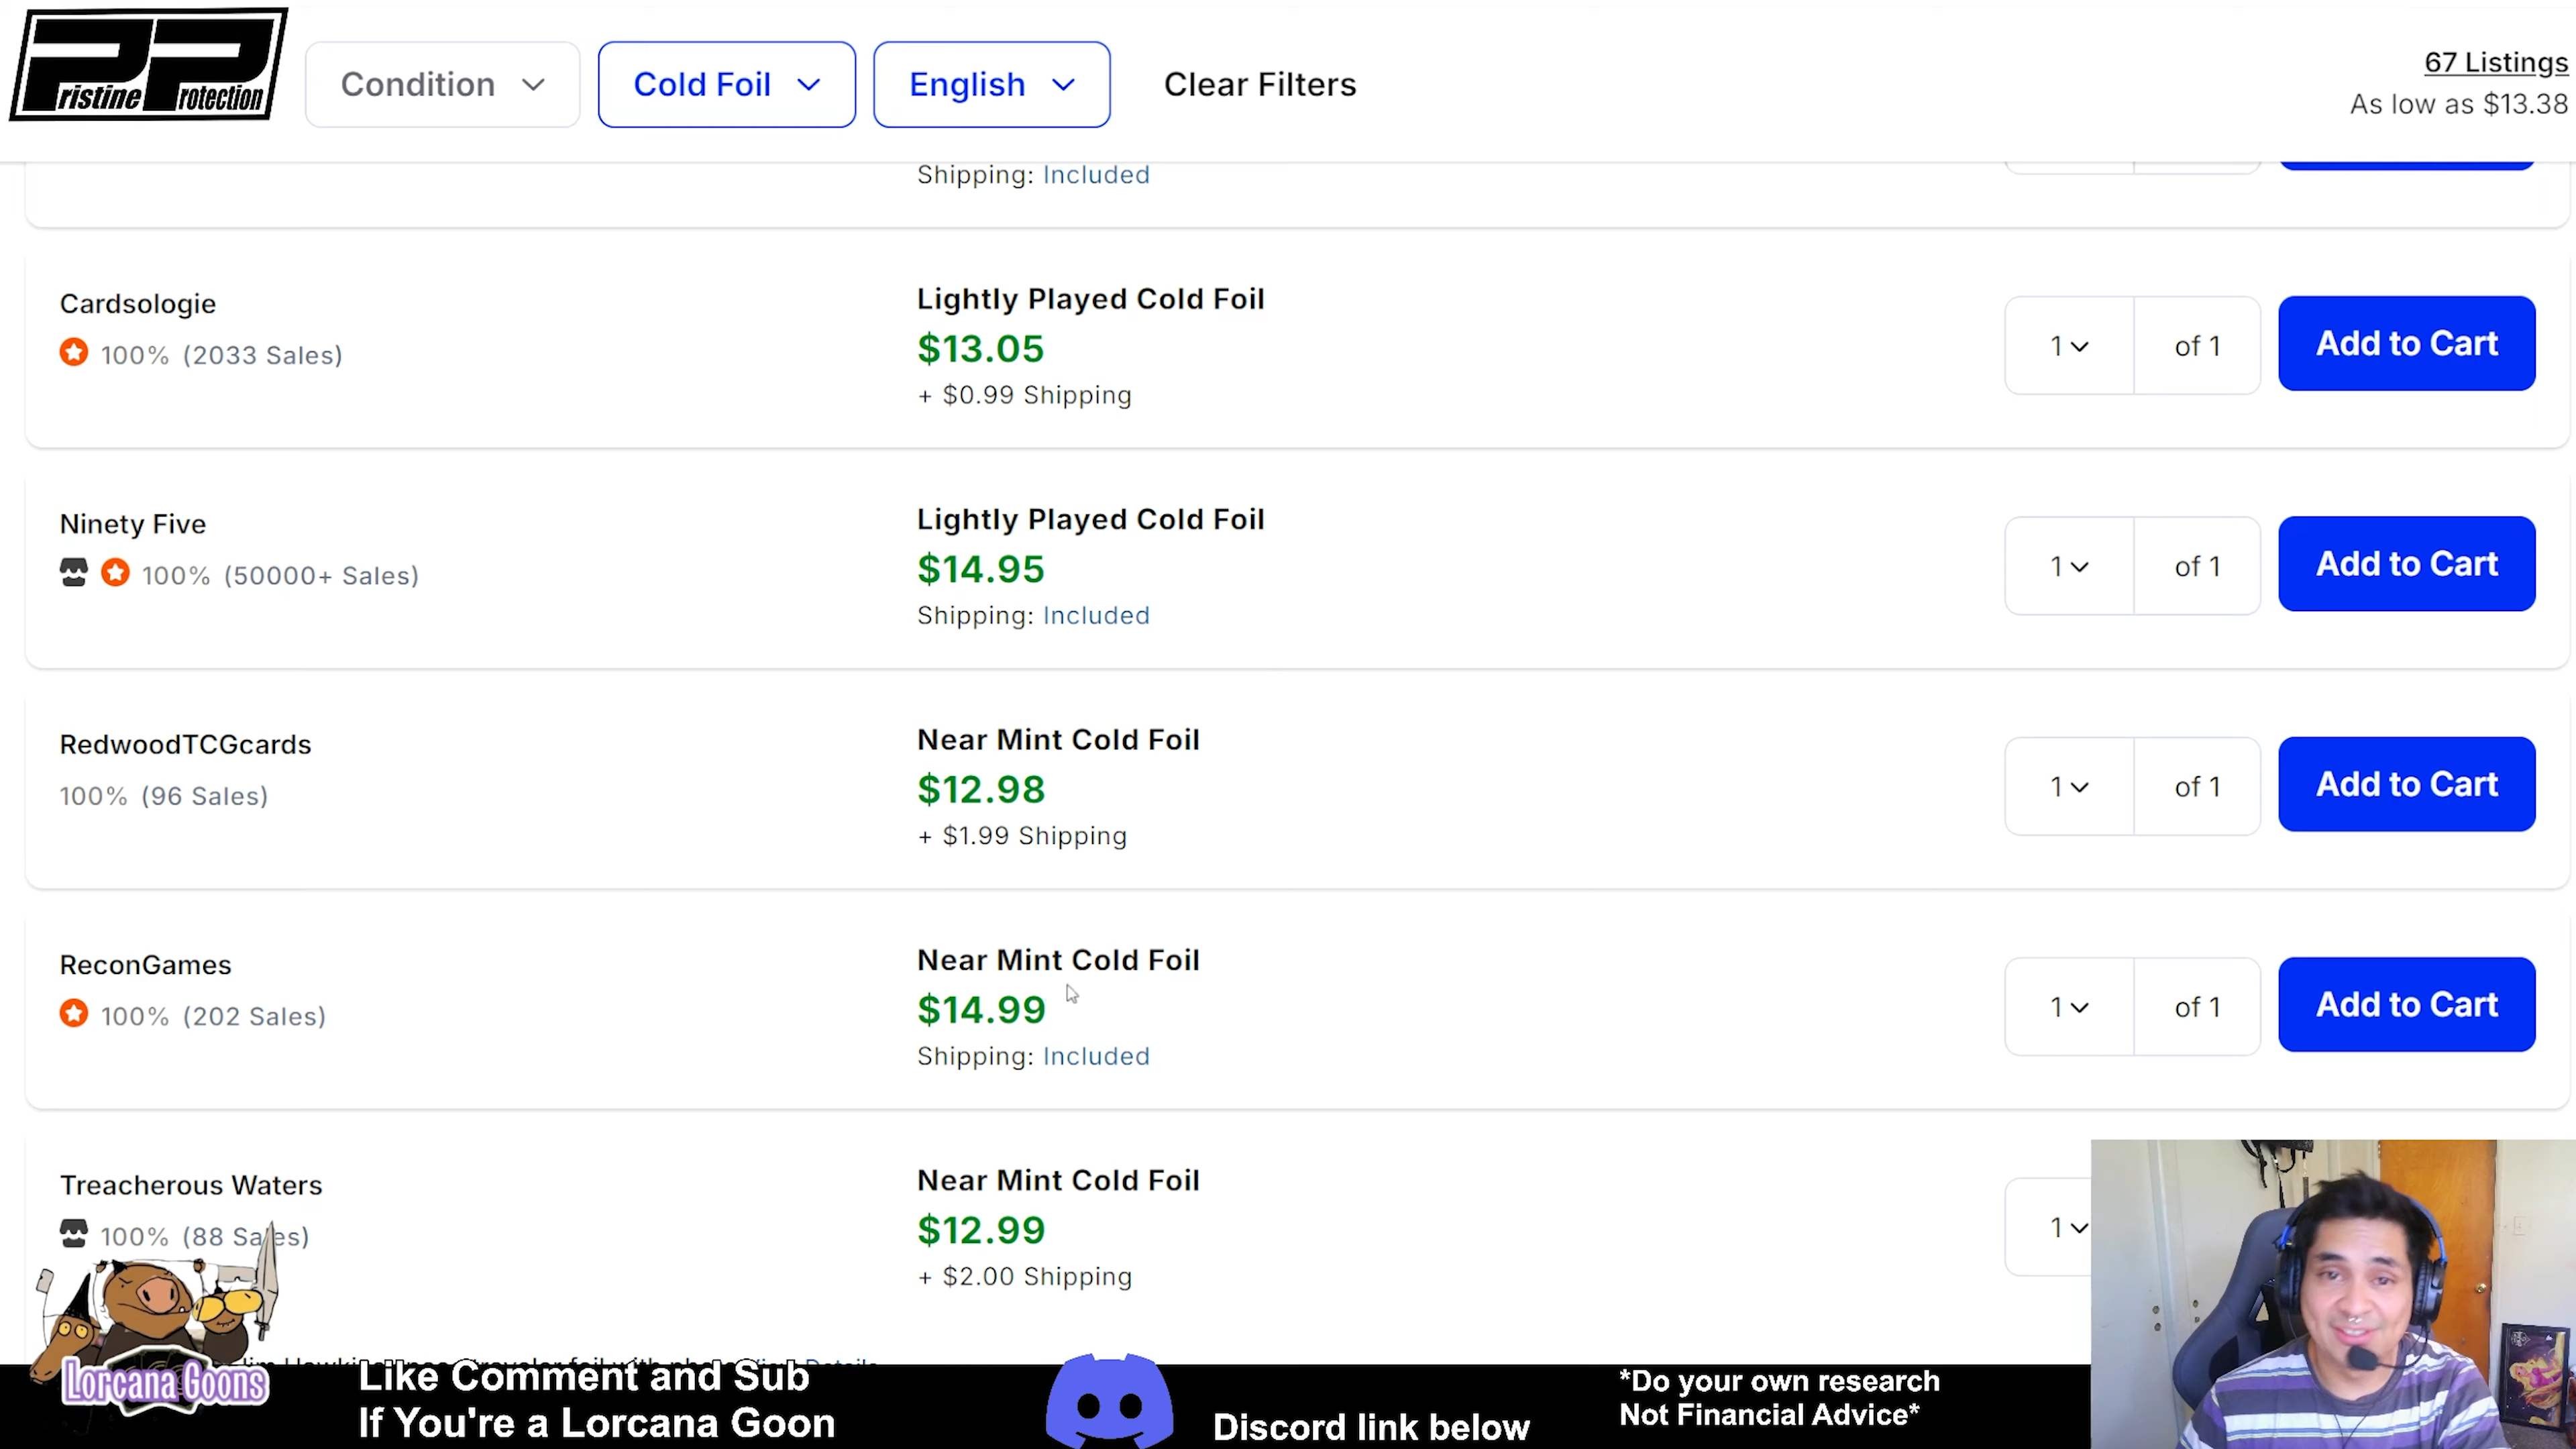 Pristine Protection
Condition
Cold Foil
English
Clear Filters
67 Listings
As low as $13.38
Shipping: Included
Cardsologie
100% (2033 Sales)
Lightly Played Cold Foil
$13.05
+ $0.99 Shipping
1
of 1
Add to Cart
Ninety Five
100% (50000+ Sales)
Lightly Played Cold Foil
$14.95
Shipping: Included
1
of 1
Add to Cart
RedwoodTCGcards
100% (96 Sales)
Near Mint Cold Foil
$12.98
+ $1.99 Shipping
1
of 1
Add to Cart
ReconGames
100% (202 Sales)
Near Mint Cold Foil
$14.99
Shipping: Included
1
of 1
Add to Cart
Treacherous Waters
100% (88 Sales)
Near Mint Cold Foil
$12.99
+ $2.00 Shipping
1
Lorcana Goons
Like Comment and Sub
If You're a Lorcana Goon
Discord link below
*Do your own research
Not Financial Advice*